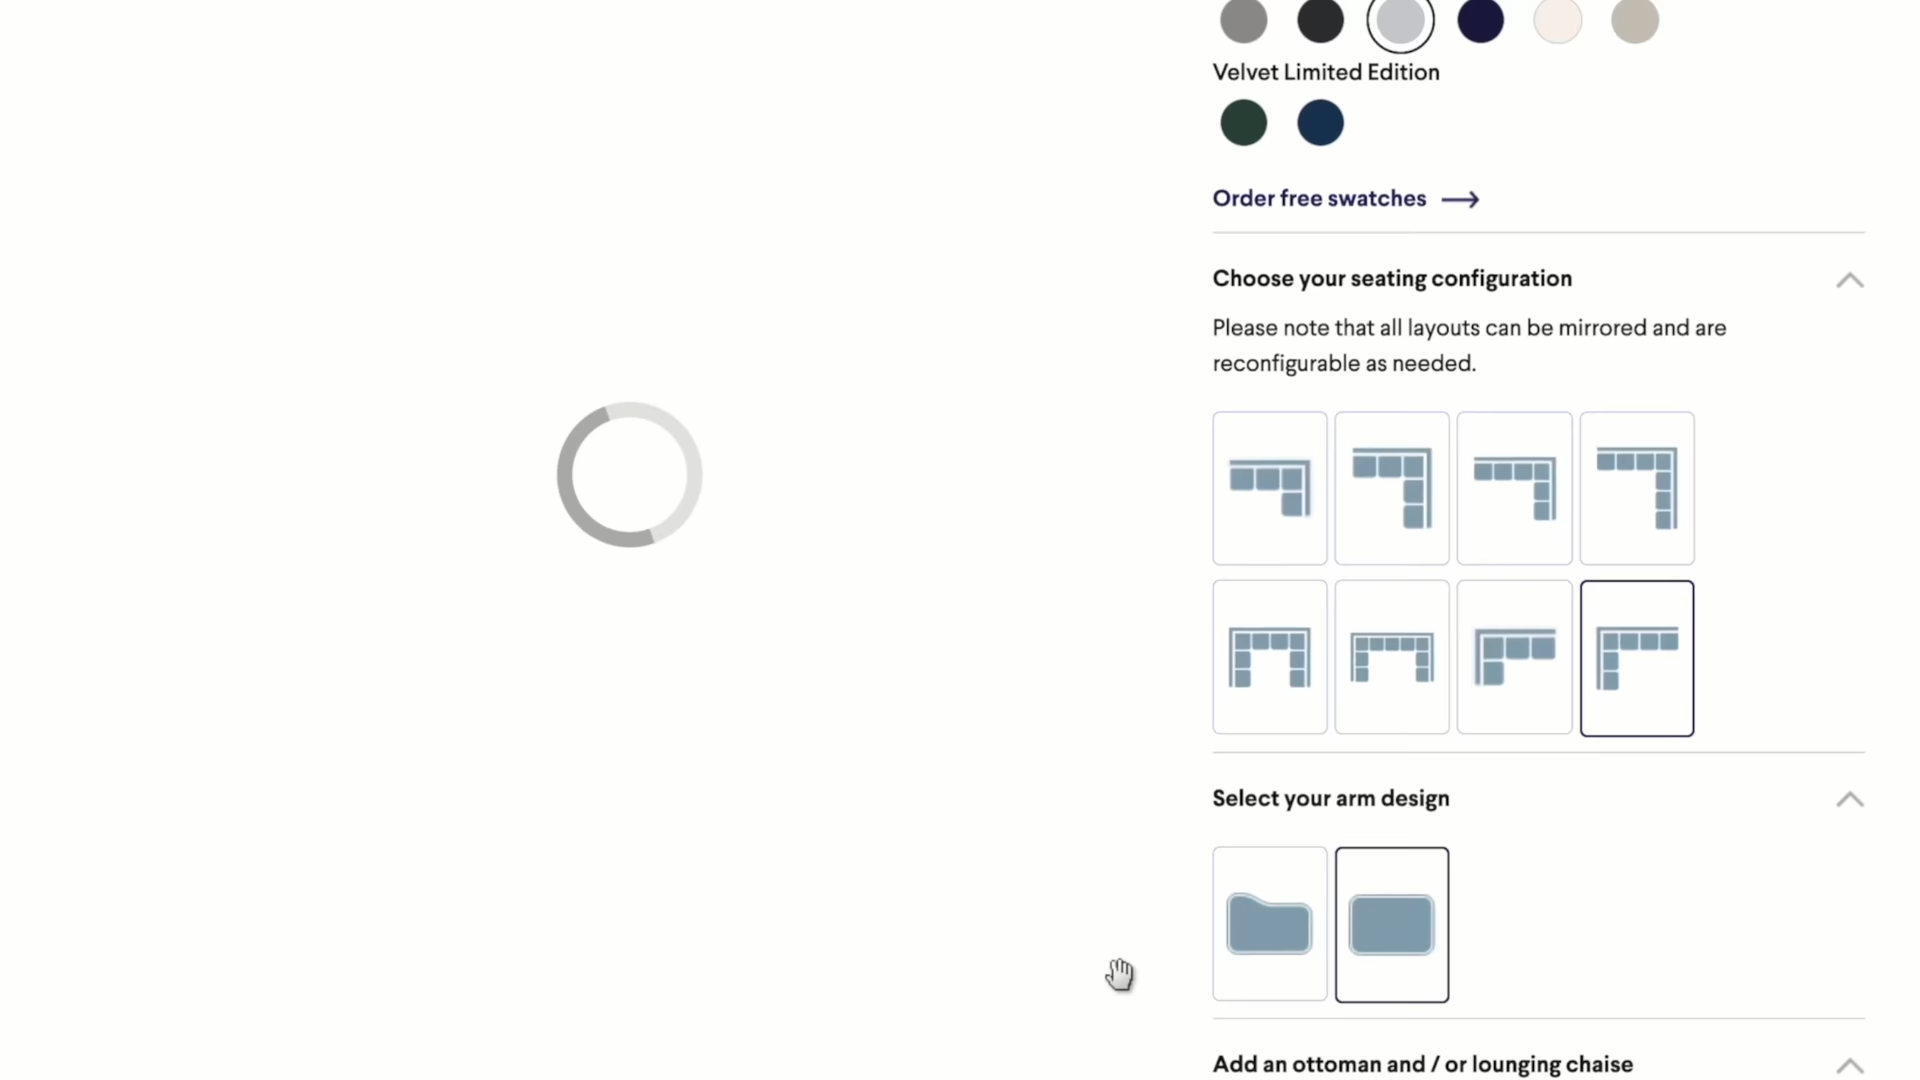 Velvet Limited Edition
Order free swatches
Choose your seating configuration
Please note that all layouts can be mirrored and are
reconfigurable as needed.
Select your arm design
Add an ottoman and / or lounging chaise